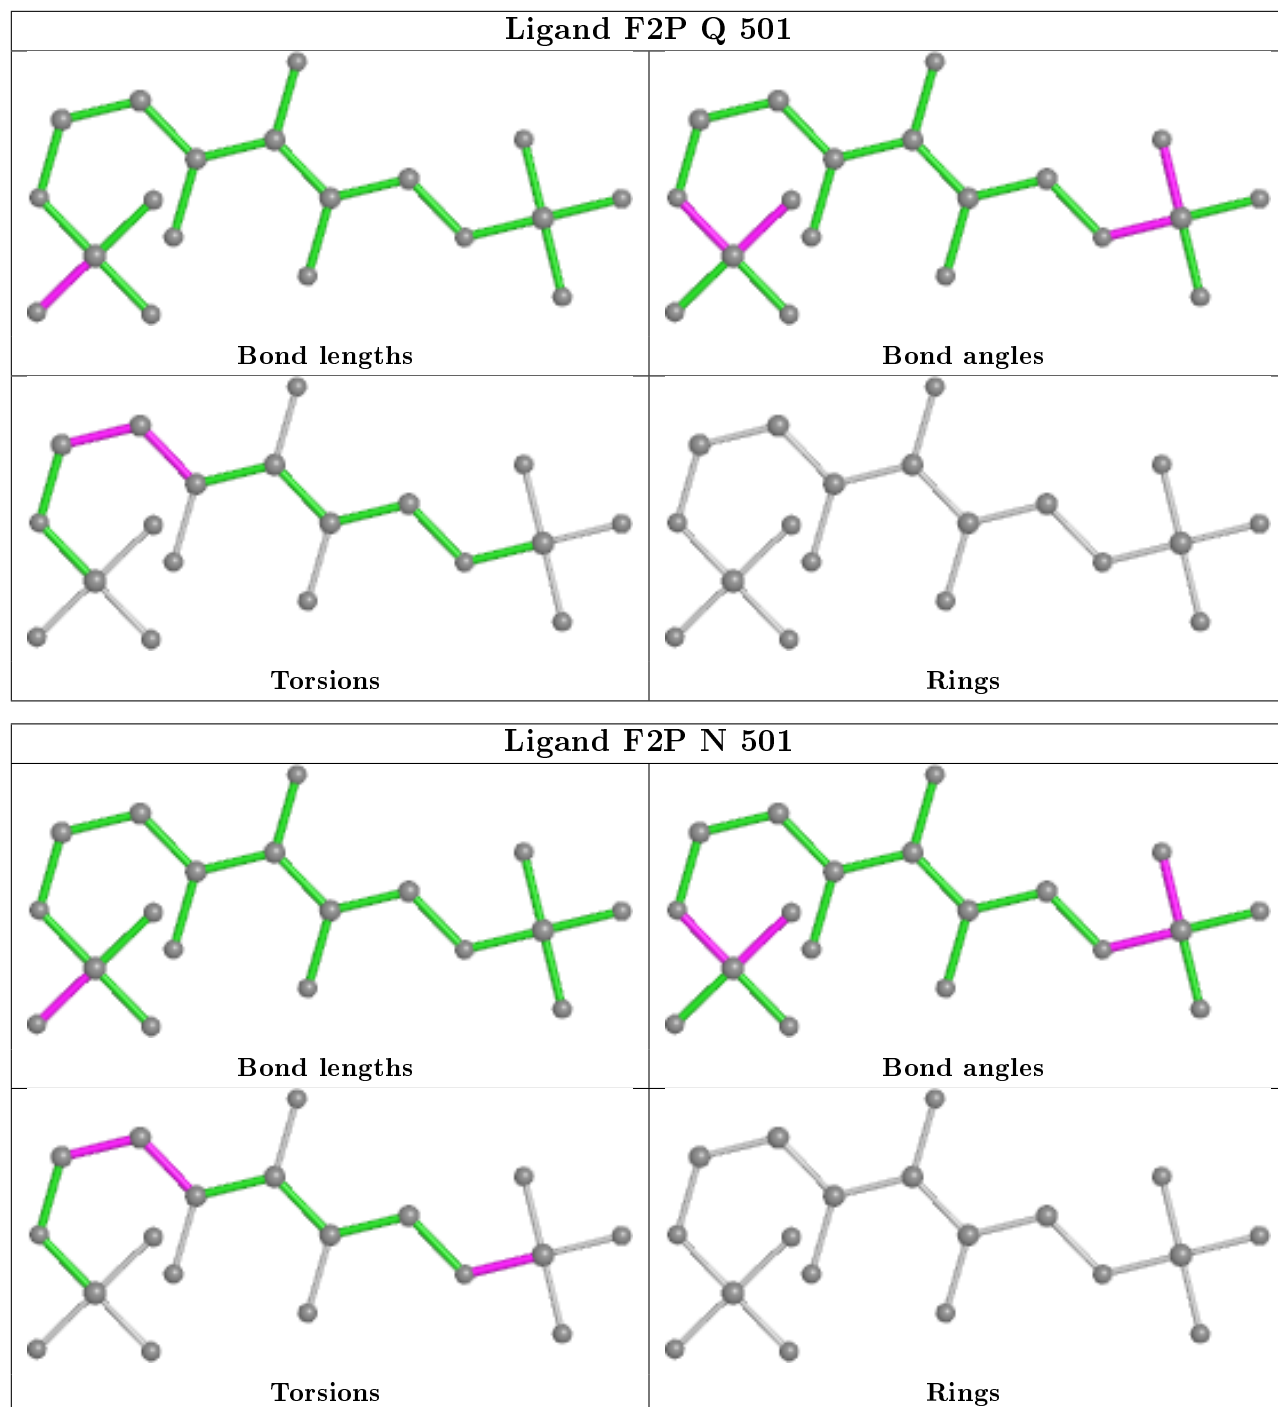 Ligand F2P Q 501
Bond lengths
Bond angles
Torsions
Rings
Ligand F2P N 501
Bond lengths
Bond angles
Torsions
Rings